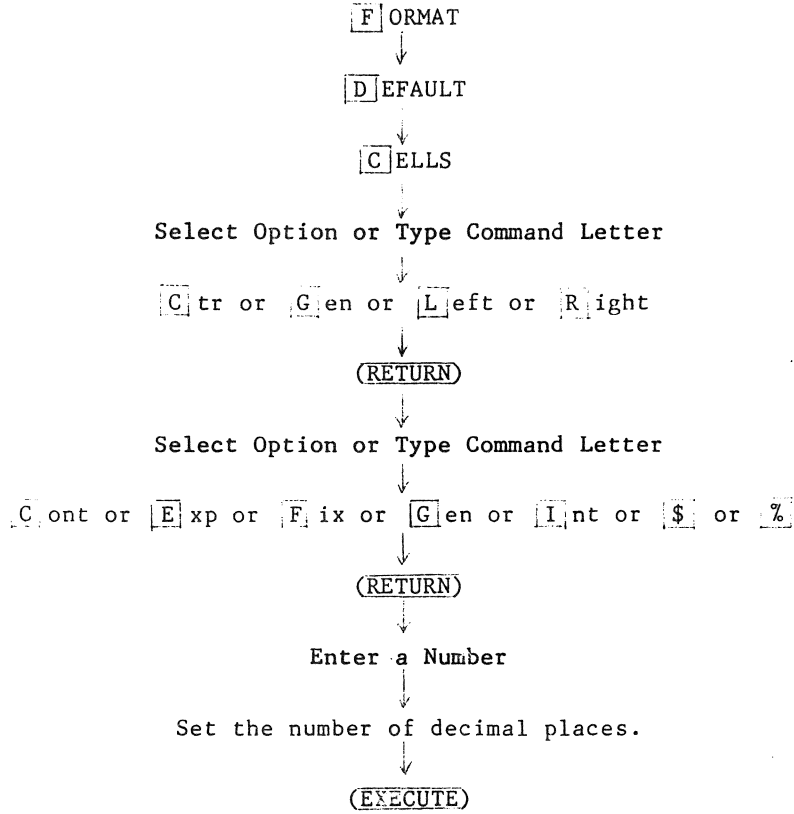 FORMAT
DEFAULT
CELLS
Select Option or Type Command Letter
Ctr or Gen or Left or Right
(RETURN)
Select Option or Type Command Letter
Cont or Exp or Fix or Gen or Int or $ or %
(RETURN)
Enter a Number
Set the number of decimal places.
(EXECUTE)